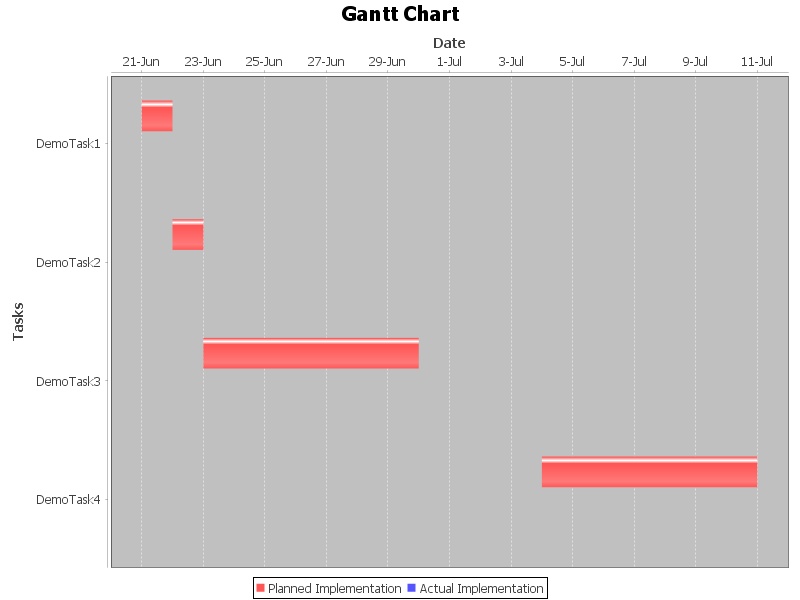 Gantt Chart
Date
21-Jun 23-Jun 25-Jun 27-Jun 29-Jun 1-Jul 3-Jul 5-Jul 7-Jul 9-Jul 11-Jul
DemoTask1
DemoTask2
Tasks
DemoTask3
DemoTask4
Planned Implementation Actual Implementation